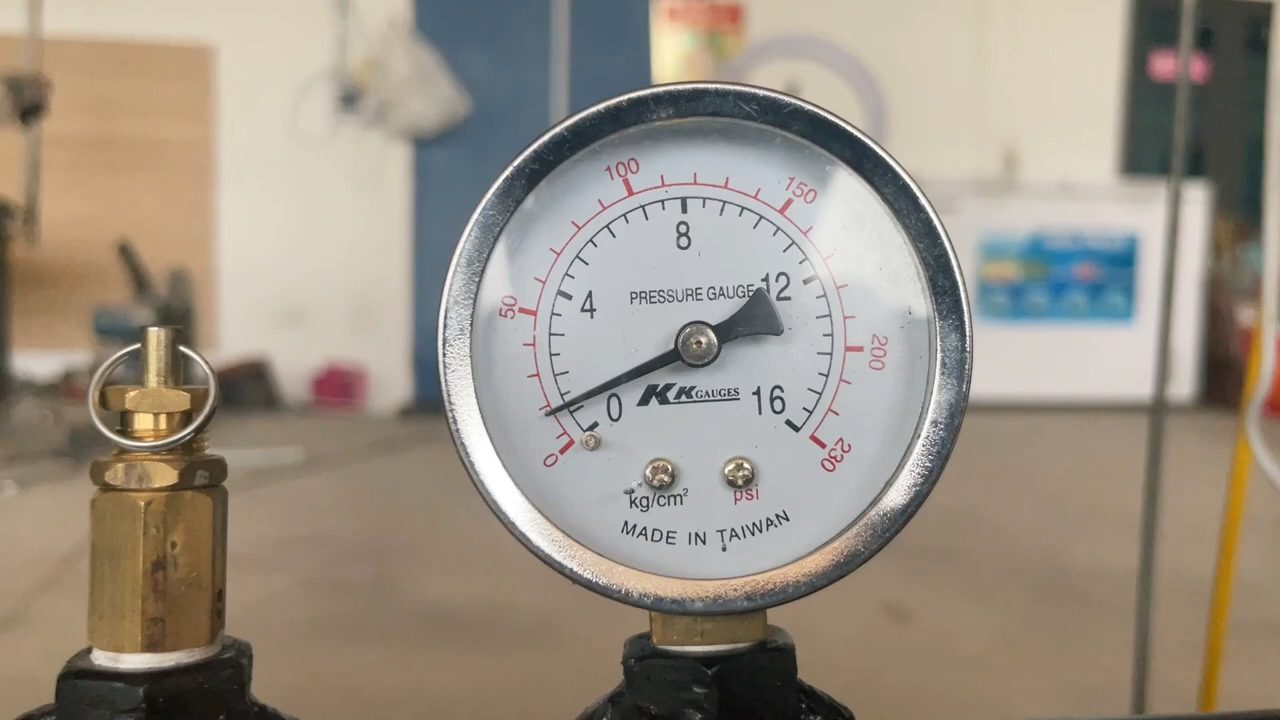 100
150
8
50
4
PRESSURE GAUGE
12
200
0
KK GAUGES
16
0
230
kg/cm²
psi
MADE IN TAIWAN